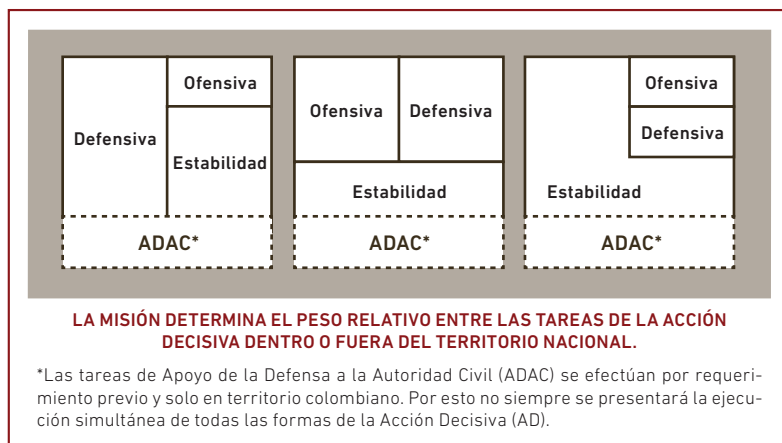 Defensiva
Ofensiva
Estabilidad
ADAC*
Ofensiva
Defensiva
Estabilidad
ADAC*
Ofensiva
Defensiva
Estabilidad
ADAC*
LA MISIÓN DETERMINA EL PESO RELATIVO ENTRE LAS TAREAS DE LA ACCIÓN
DECISIVA DENTRO O FUERA DEL TERRITORIO NACIONAL.
*Las tareas de Apoyo de la Defensa a la Autoridad Civil (ADAC) se efectúan por requeri-
miento previo y solo en territorio colombiano. Por esto no siempre se presentará la ejecu-
ción simultánea de todas las formas de la Acción Decisiva (AD).